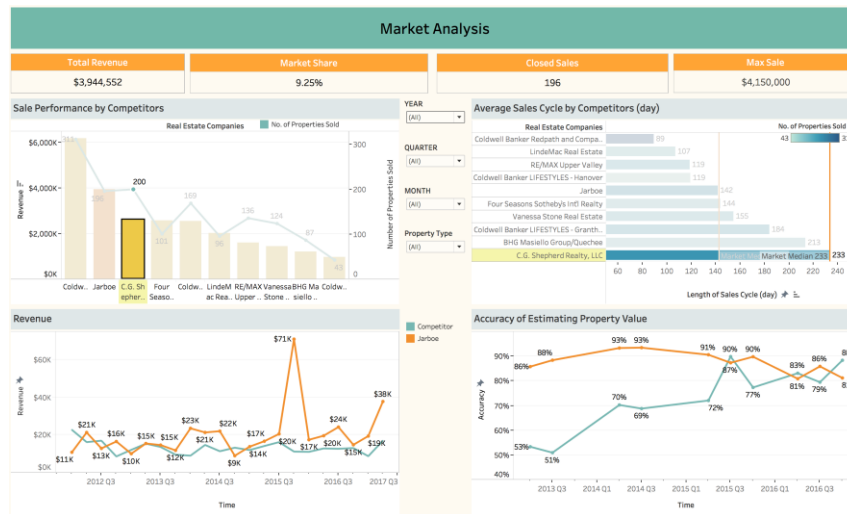 Market Analysis
Total Revenue
$3,944,552
Market Share
9.25%
Closed Sales
196
Max Sale
$4,150,000
Sale Performance by Competitors
Real Estate Companies
No. of Properties Sold
$6,000K
$4,000K
$2,000K
$0K
Revenue
311
196
200
101
169
96
136
124
87
43
300
200
100
0
Number of Properties Sold
Coldw..
Jarboe
C.G. Sh
epher..
Four
Seaso..
Coldw..
LindeM
ac Rea..
RE/MAX
Upper ..
Vanessa
Stone ..
BHG Ma
siello ..
Coldw..
YEAR
(All)
QUARTER
(All)
MONTH
(All)
Property Type
(All)
Average Sales Cycle by Competitors (day)
Real Estate Companies
No. of Properties Sold
43
Coldwell Banker Redpath and Compa..
89
LindeMac Real Estate
107
RE/MAX Upper Valley
119
Coldwell Banker LIFESTYLES - Hanover
119
Jarboe
142
Four Seasons Sotheby's Int'l Realty
144
Vanessa Stone Real Estate
155
Coldwell Banker LIFESTYLES - Granth..
184
BHG Masiello Group/Quechee
213
C.G. Shepherd Realty, LLC
Market Median 233
233
60 80 100 120 140 160 180 200 220 240
Length of Sales Cycle (day)
Revenue
Competitor
Jarboe
$60K
$40K
$20K
$0K
Revenue
$11K
$21K
$13K
$16K
$10K
$15K
$15K
$12K
$23K
$21K
$22K
$9K
$17K
$14K
$20K
$71K
$17K
$24K
$20K
$15K
$19K
$38K
2012 Q3
2013 Q3
2014 Q3
2015 Q3
2016 Q3
2017 Q3
Time
Accuracy of Estimating Property Value
90%
80%
70%
60%
50%
40%
Accuracy
86%
88%
93%
93%
91%
87%
90%
81%
86%
53%
51%
70%
69%
72%
90%
77%
83%
79%
2013 Q3
2014 Q1
2014 Q3
2015 Q1
2015 Q3
2016 Q1
2016 Q3
Time